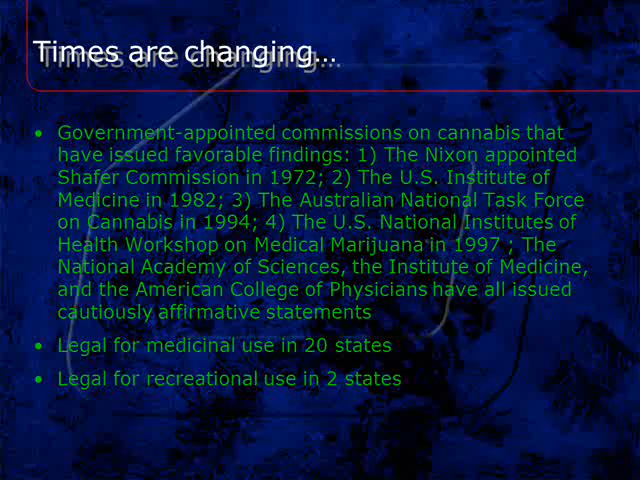 Times are changing...
• Government-appointed commissions on cannabis that
have issued favorable findings: 1) The Nixon appointed
Shafer Commission in 1972; 2) The U.S. Institute of
Medicine in 1982; 3) The Australian National Task Force
on Cannabis in 1994; 4) The U.S. National Institutes of
Health Workshop on Medical Marijuana in 1997 ; The
National Academy of Sciences, the Institute of Medicine,
and the American College of Physicians have all issued
cautiously affirmative statements
• Legal for medicinal use in 20 states
• Legal for recreational use in 2 states